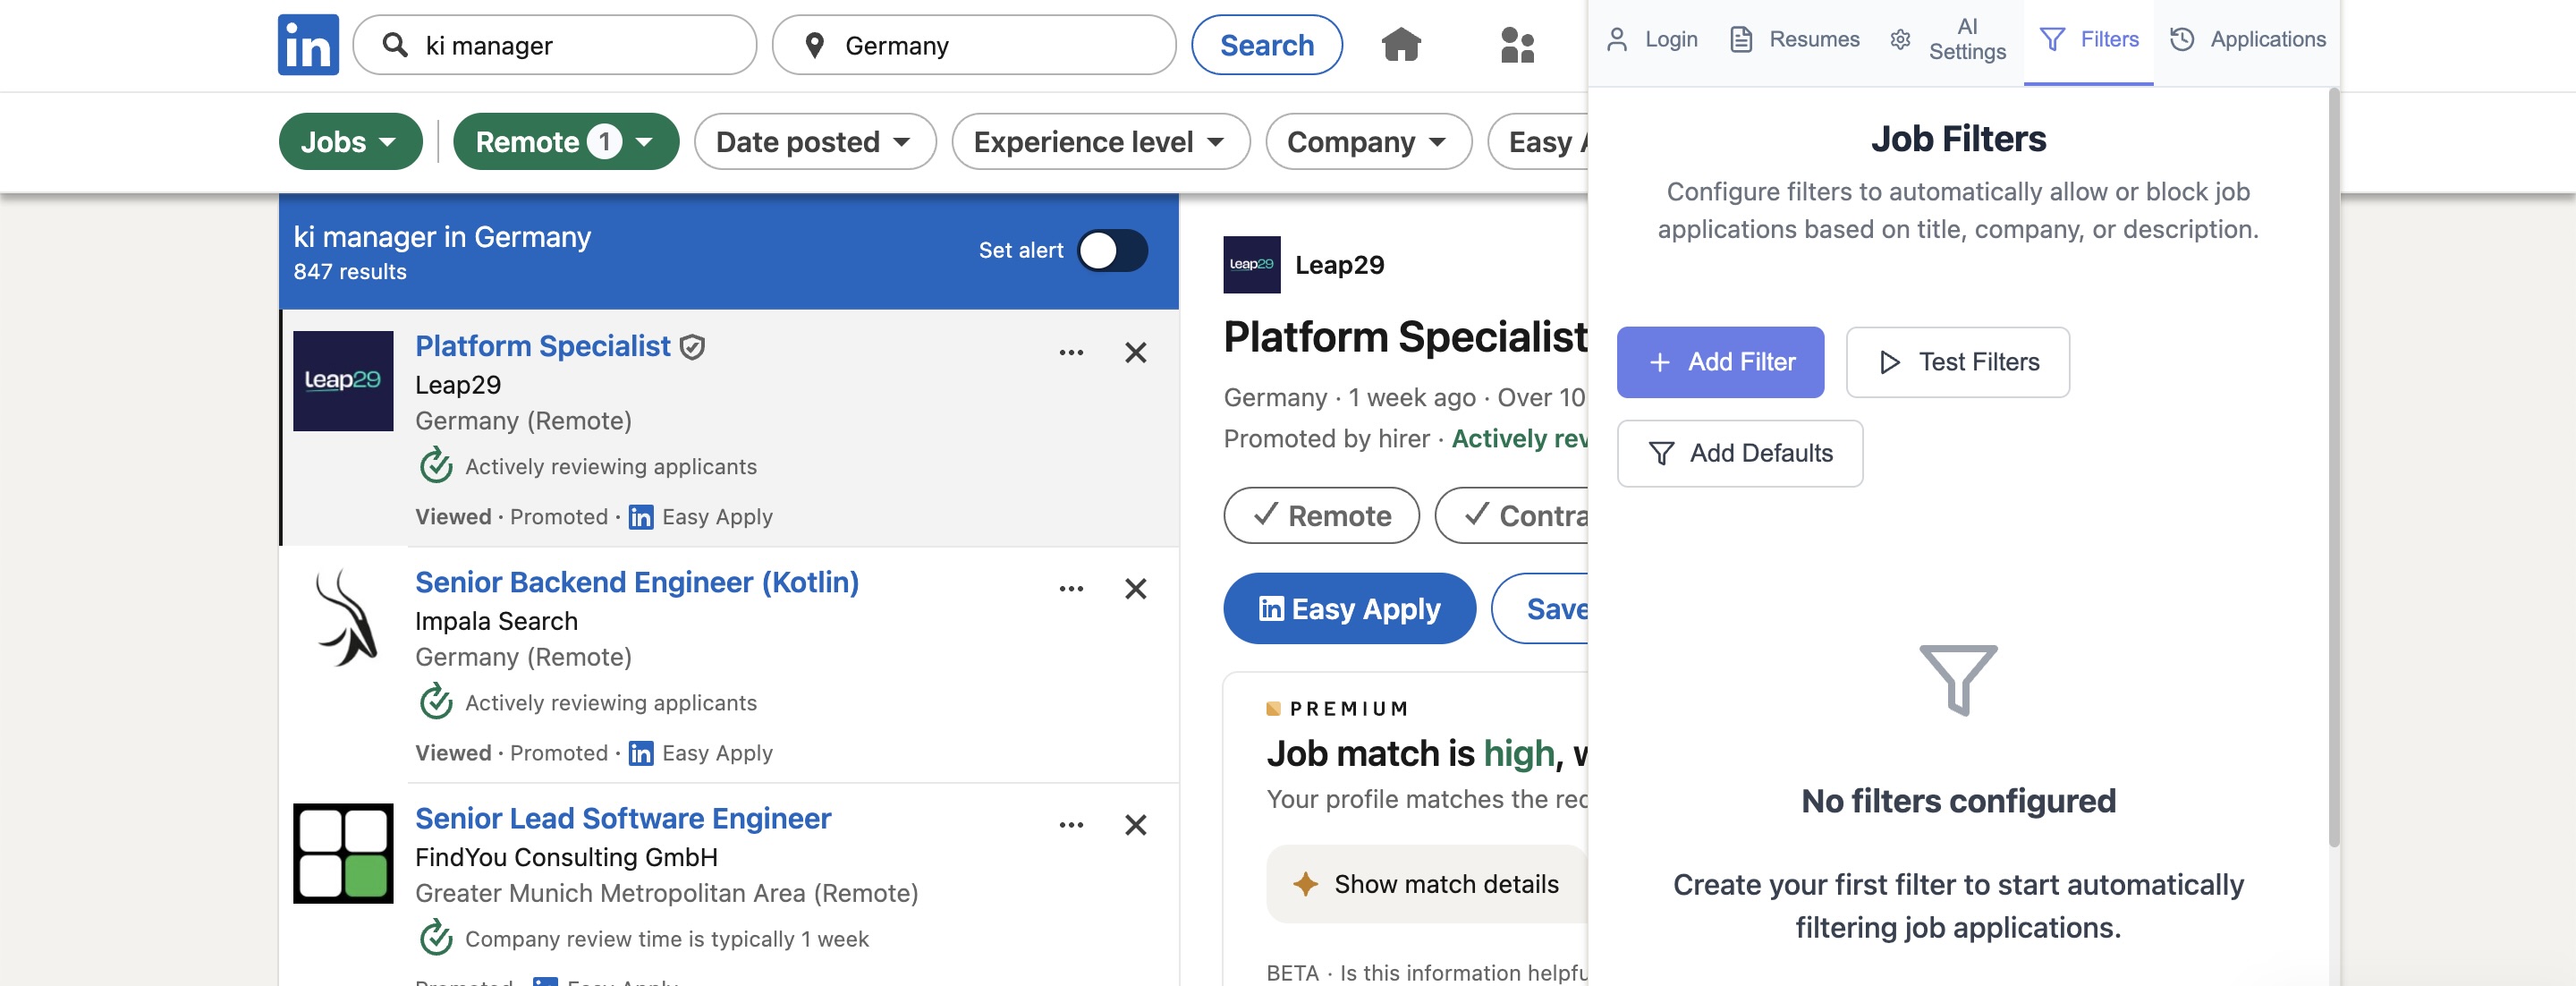 in
ki manager
Germany
Search
Login
Resumes
AI
Settings
Filters
Applications
Jobs
Remote 1
Date posted
Experience level
Company
Easy
ki manager in Germany
847 results
Set alert
Platform Specialist
Leap29
Germany (Remote)
Actively reviewing applicants
Viewed · Promoted · in Easy Apply
leap29
Senior Backend Engineer (Kotlin)
Impala Search
Germany (Remote)
Actively reviewing applicants
Viewed · Promoted · in Easy Apply
Senior Lead Software Engineer
FindYou Consulting GmbH
Greater Munich Metropolitan Area (Remote)
Company review time is typically 1 week
leap29
Leap29
Platform Specialist
Germany · 1 week ago · Over 10
Promoted by hirer · Actively rev
Remote
Contra
in Easy Apply
Save
PREMIUM
Job match is high,
Your profile matches the rec
Show match details
BETA · Is this information helpfu
Job Filters
Configure filters to automatically allow or block job
applications based on title, company, or description.
Add Filter
Test Filters
Add Defaults
No filters configured
Create your first filter to start automatically
filtering job applications.